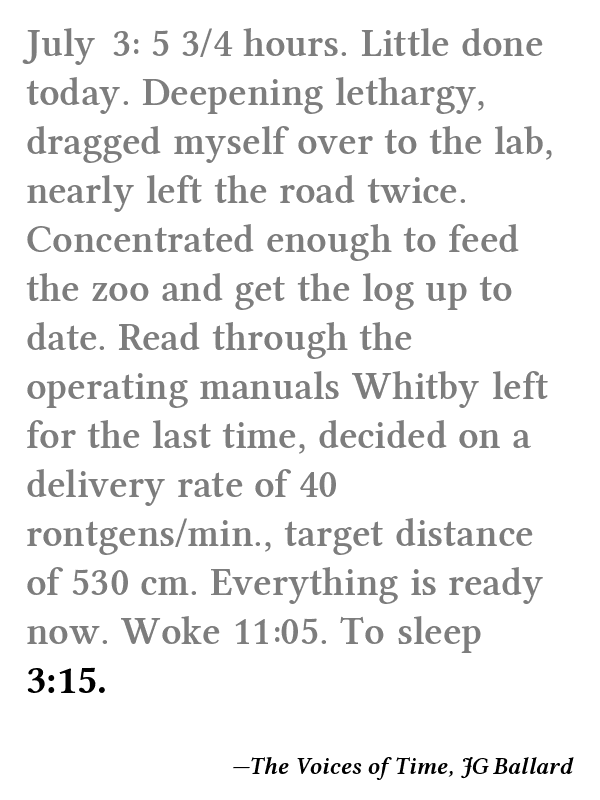 July  3: 5 3/4 hours. Little done
today. Deepening lethargy,
dragged myself over to the lab,
nearly left the road twice.
Concentrated enough to feed
the zoo and get the log up to
date. Read through the
operating manuals Whitby left
for the last time, decided on a
delivery rate of 40
rontgens/min., target distance
of 530 cm. Everything is ready
now. Woke 11:05. To sleep
3:15.
—The Voices of Time, JG Ballard